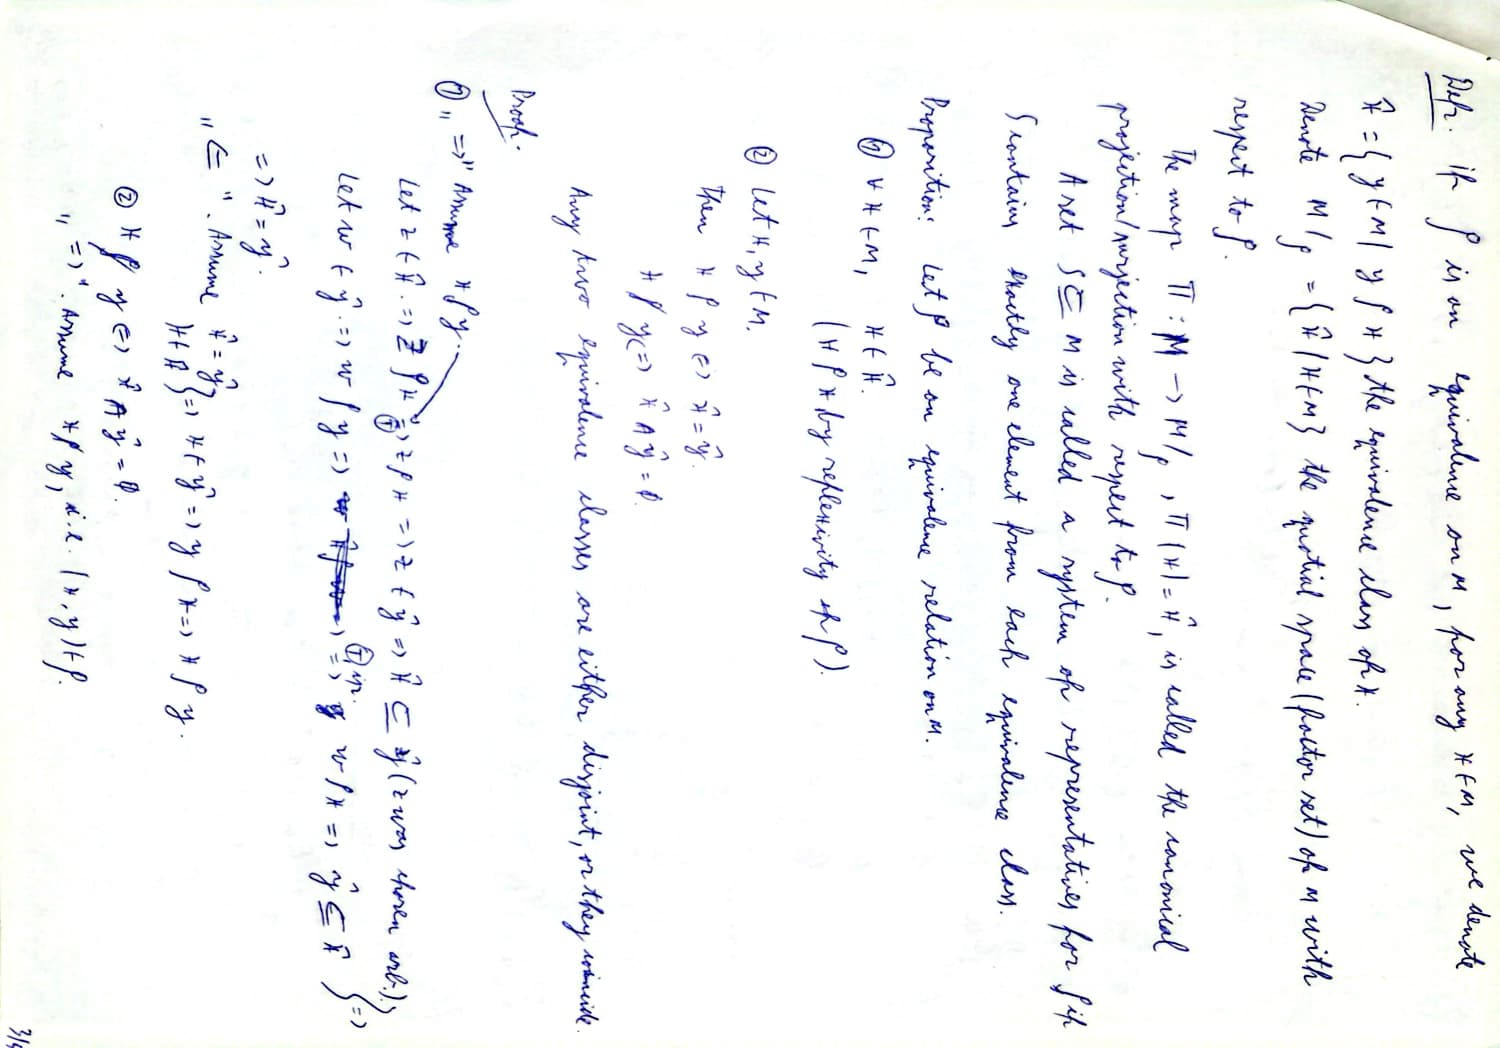 Def. if ρ is an equivalence on M, for any x∈M, we denote
x̂ = {y∈M | y ρ x} the equivalence class of x.
Denote M/ρ = {x̂ | x∈M} the quotial space (factor set) of M with
respect to ρ.
The map Π : M → M/ρ, Π(x) = x̂, is called the canonical
projection/surjection with respect to ρ.
A set S ⊆ M is called a system of representatives for ρ if
S contains exactly one element from each equivalence class.
Proposition: Let ρ be an equivalence relation on M.
① ∀ x∈M, x∈x̂.
(x ρ x by reflexivity of ρ).
② Let x, y∈M.
Then x ρ y <=> x̂ = ŷ.
x ρ̸ y <=> x̂ ∩ ŷ = ∅.
Any two equivalence classes are either disjoint, or they coincide.
Proof.
① "=>" Assume x ρ y.
Let z∈x̂. => z ρ x =>(T) z ρ y => z∈ŷ => x̂ ⊆ ŷ (z was chosen arb.)
Let w∈ŷ. => w ρ y => w ρ x => ŷ ⊆ x̂ } =>
=> x̂ = ŷ.
"⇐". Assume x̂ = ŷ
x∈x̂ } => x∈ŷ => y ρ x => x ρ y.
② x ρ̸ y <=> x̂ ∩ ŷ = ∅.
"=>". Assume x ρ̸ y, i.e. (x, y)∉ρ.